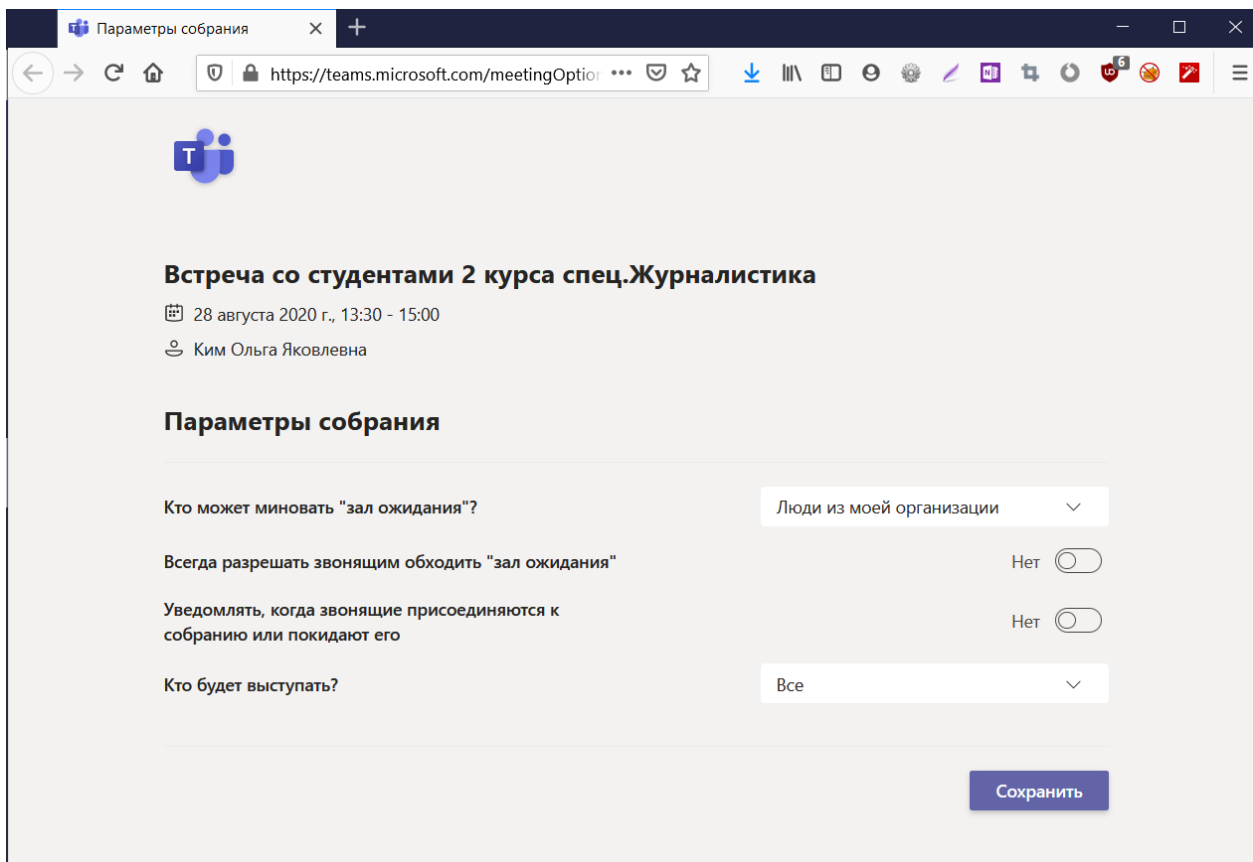 Параметры собрания
https://teams.microsoft.com/meetingOption
6
T
Встреча со студентами 2 курса спец.Журналистика
28 августа 2020 г., 13:30 - 15:00
Ким Ольга Яковлевна
Параметры собрания
Кто может миновать "зал ожидания"?
Люди из моей организации
Всегда разрешать звонящим обходить "зал ожидания"
Нет
Уведомлять, когда звонящие присоединяются к
собранию или покидают его
Нет
Кто будет выступать?
Все
Сохранить